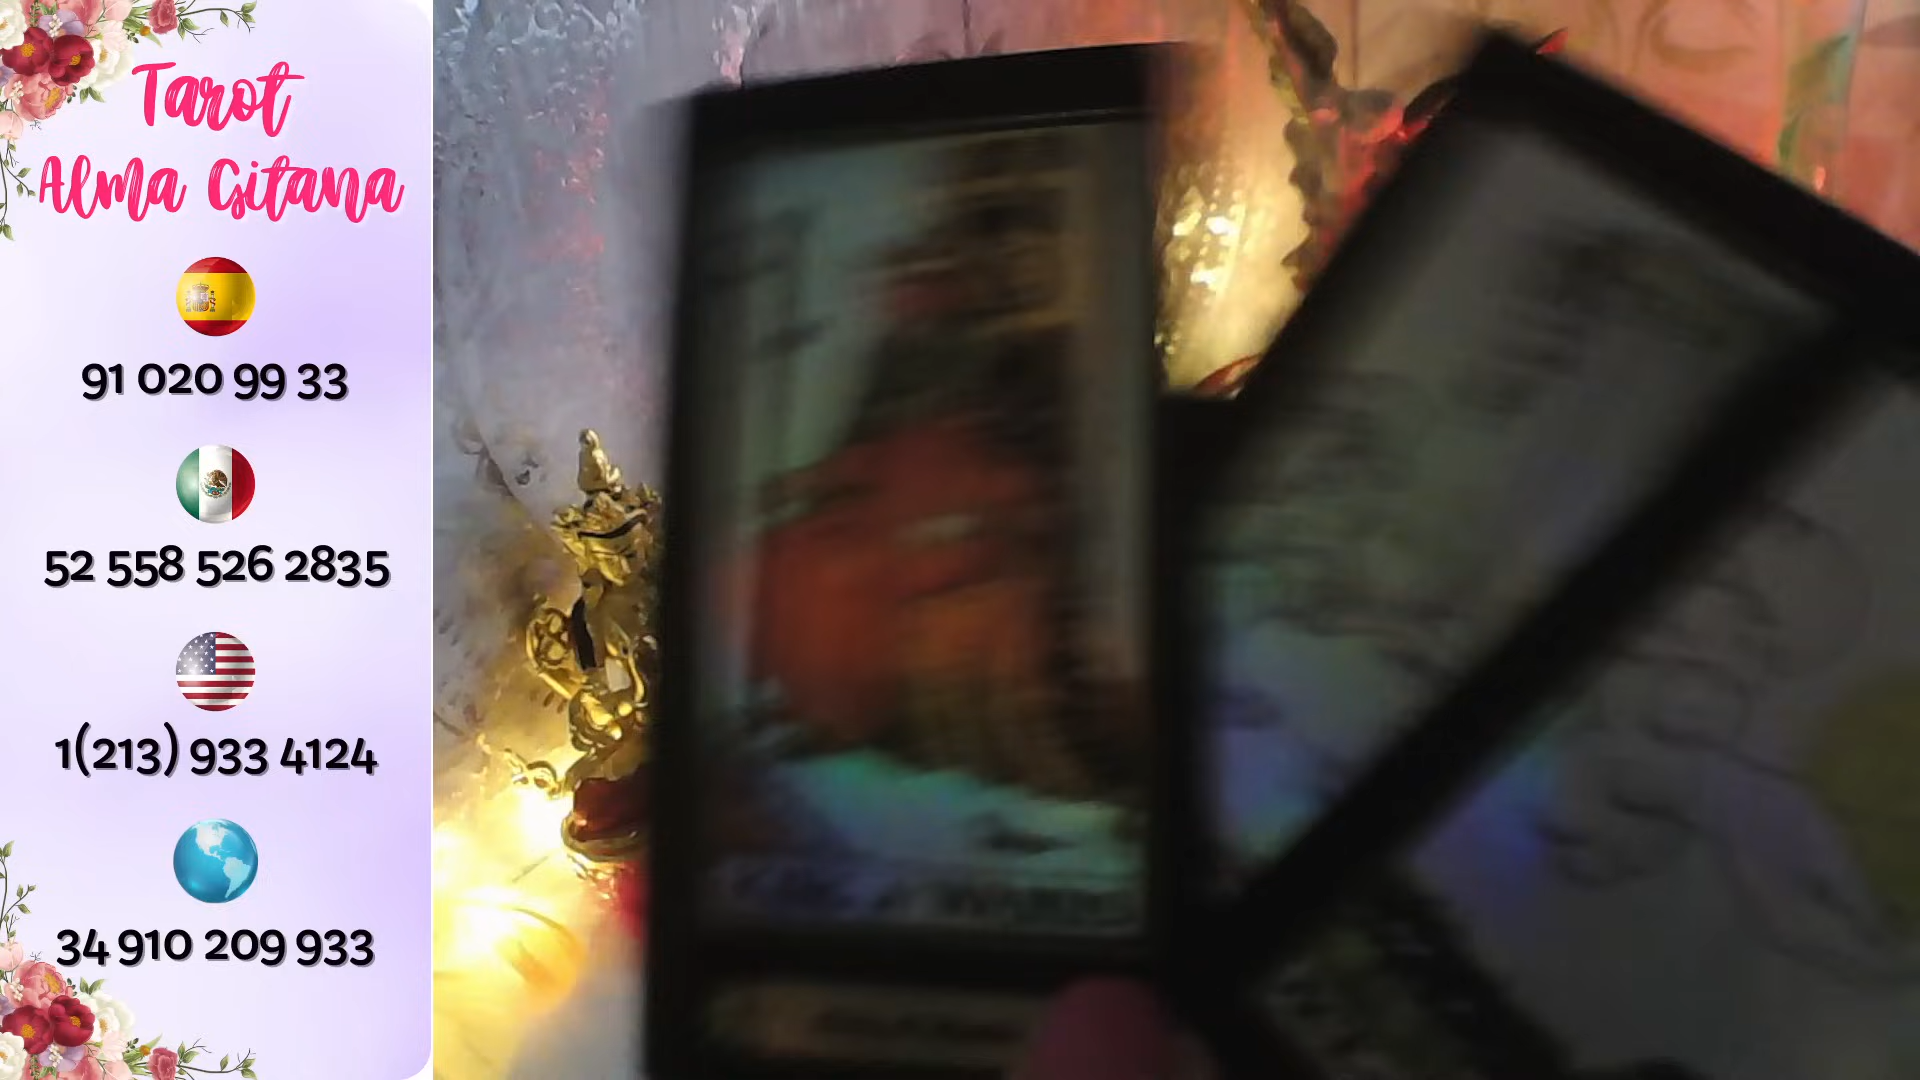 Tarot
Alma Gitana
91 020 99 33
52 558 526 2835
1(213) 933 4124
34 910 209 933